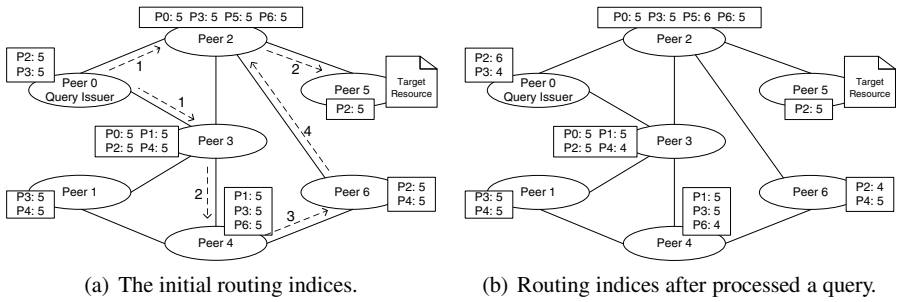 P0: 5 P3: 5 P5: 5 P6: 5
Peer 2
P2: 5
P3: 5
1
2
Peer 0
Query Issuer
Peer 5
Target
Resource
P2: 5
1
P0: 5 P1: 5
P2: 5 P4: 5
Peer 3
4
Peer 1
P3: 5
P4: 5
2
P1: 5
P3: 5
P6: 5
3
Peer 6
P2: 5
P4: 5
Peer 4
(a) The initial routing indices.
P0: 5 P3: 5 P5: 6 P6: 5
Peer 2
P2: 6
P3: 4
Peer 0
Query Issuer
Peer 5
Target
Resource
P2: 5
P0: 5 P1: 5
P2: 5 P4: 4
Peer 3
Peer 1
P3: 5
P4: 5
P1: 5
P3: 5
P6: 4
Peer 6
P2: 4
P4: 5
Peer 4
(b) Routing indices after processed a query.